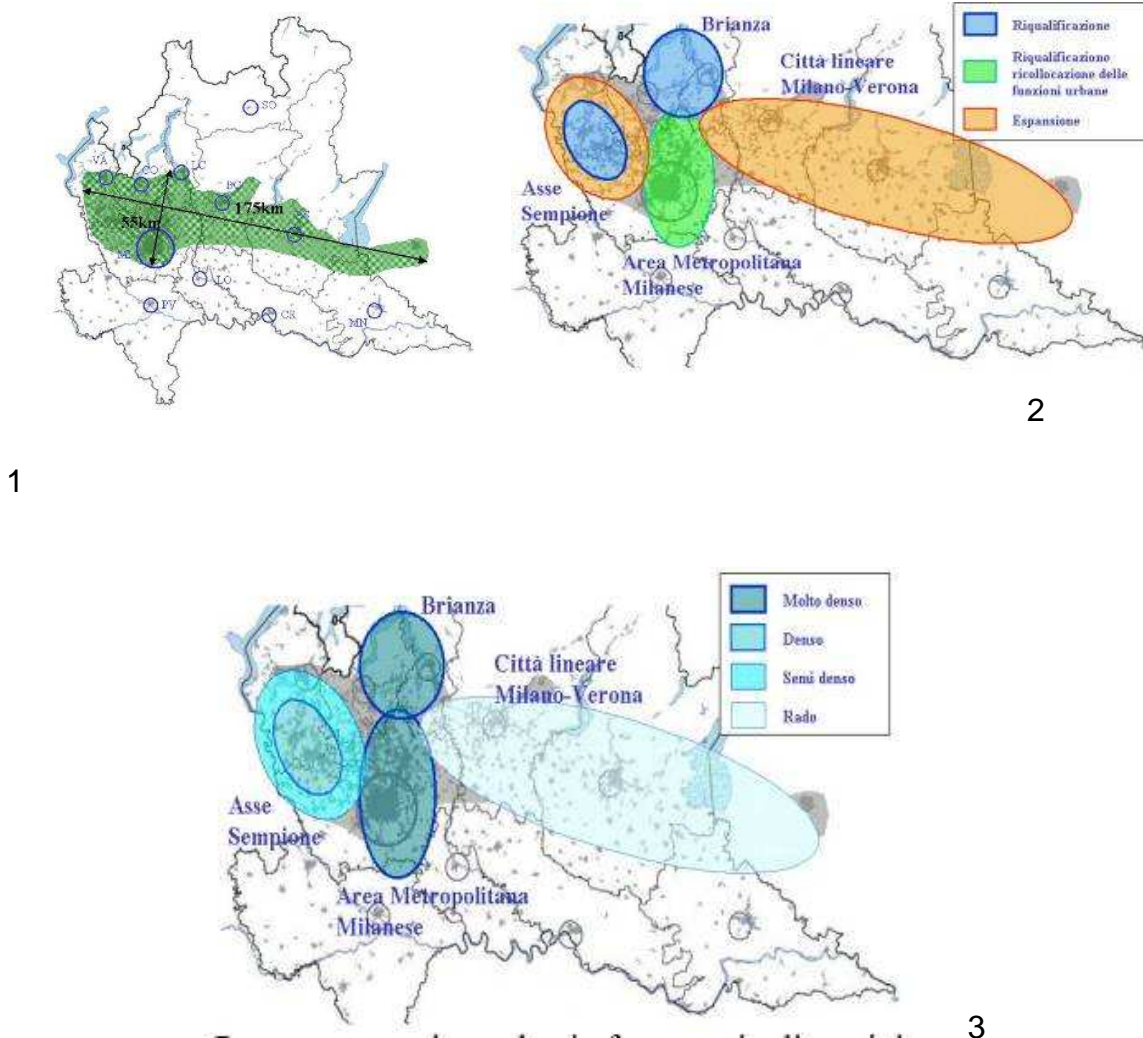 SO
VA
CO
LC
BG
175km
55km
MI
LO
PV
CR
MN
1
Brianza
Città lineare
Milano-Verona
Asse
Sempione
Area Metropolitana
Milanese
Riqualificazione
Riqualificazione
ricollocazione delle
funzioni urbane
Espansione
2
Brianza
Città lineare
Milano-Verona
Asse
Sempione
Area Metropolitana
Milanese
Molto denso
Denso
Semi denso
Rado
3